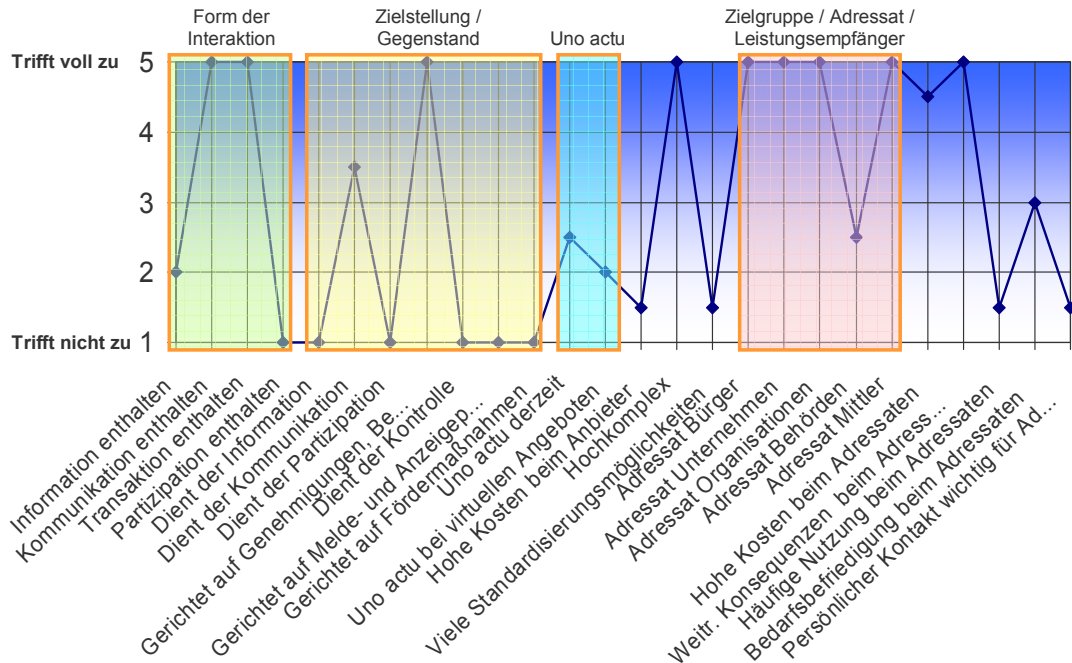 Form der
Interaktion
Zielstellung /
Gegenstand
Uno actu
Zielgruppe / Adressat /
Leistungsempfänger
Trifft voll zu
5
4
3
2
Trifft nicht zu
1
Information enthalten
Kommunikation enthalten
Transaktion enthalten
Partizipation enthalten
Dient der Information
Dient der Kommunikation
Dient der Partizipation
Gerichtet auf Genehmigungen, Be...
Dient der Kontrolle
Gerichtet auf Melde- und Anzeigep...
Gerichtet auf Fördermaßnahmen
Uno actu derzeit
Uno actu bei virtuellen Angeboten
Hohe Kosten beim Anbieter
Hochkomplex
Viele Standardisierungsmöglichkeiten
Adressat Bürger
Adressat Unternehmen
Adressat Organisationen
Adressat Behörden
Adressat Mittler
Hohe Kosten beim Adressaten
Weitr. Konsequenzen beim Adress...
Häufige Nutzung beim Adressaten
Bedarfsbefriedigung beim Adressaten
Persönlicher Kontakt wichtig für Ad...